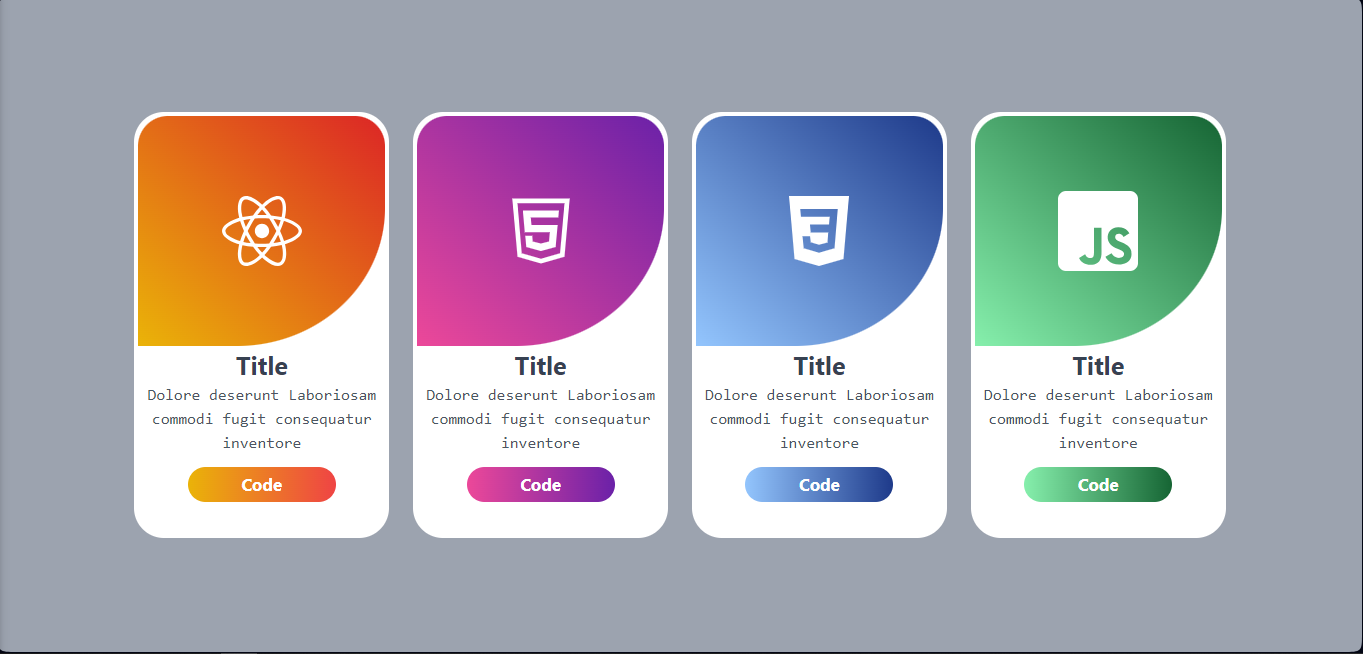 JS
Title
Dolore deserunt Laboriosam
commodi fugit consequatur
inventore
Code
Title
Dolore deserunt Laboriosam
commodi fugit consequatur
inventore
Code
Title
Dolore deserunt Laboriosam
commodi fugit consequatur
inventore
Code
Title
Dolore deserunt Laboriosam
commodi fugit consequatur
inventore
Code